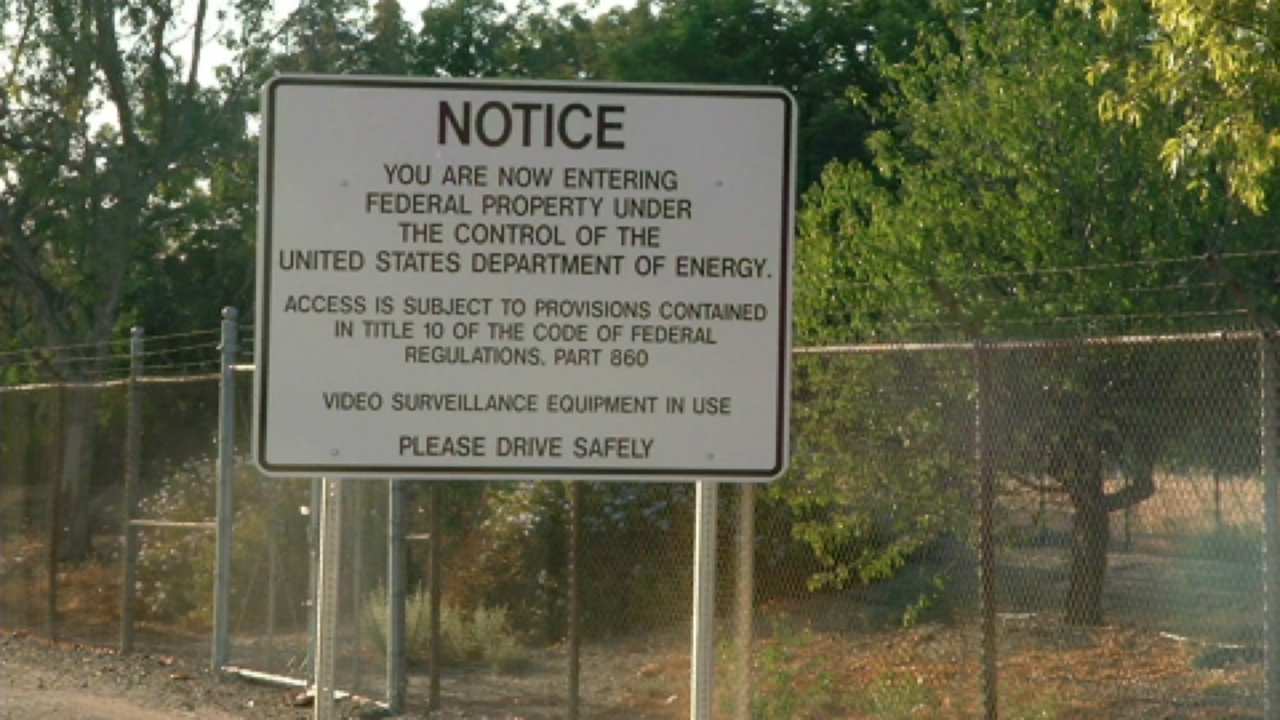 NOTICE
YOU ARE NOW ENTERING
FEDERAL PROPERTY UNDER
THE CONTROL OF THE
UNITED STATES DEPARTMENT OF ENERGY.
ACCESS IS SUBJECT TO PROVISIONS CONTAINED
IN TITLE 10 OF THE CODE OF FEDERAL
REGULATIONS, PART 860
VIDEO SURVEILLANCE EQUIPMENT IN USE
PLEASE DRIVE SAFELY